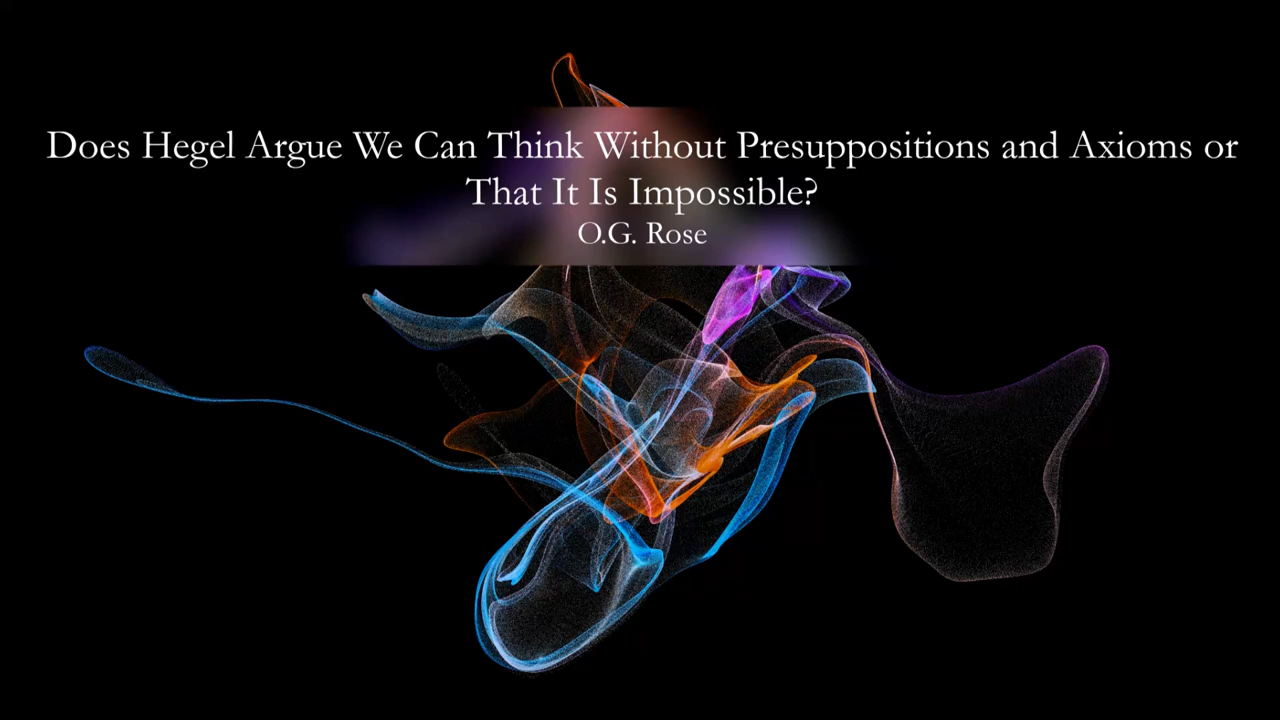 Does Hegel Argue We Can Think Without Presuppositions and Axioms or
That It Is Impossible?
O.G. Rose